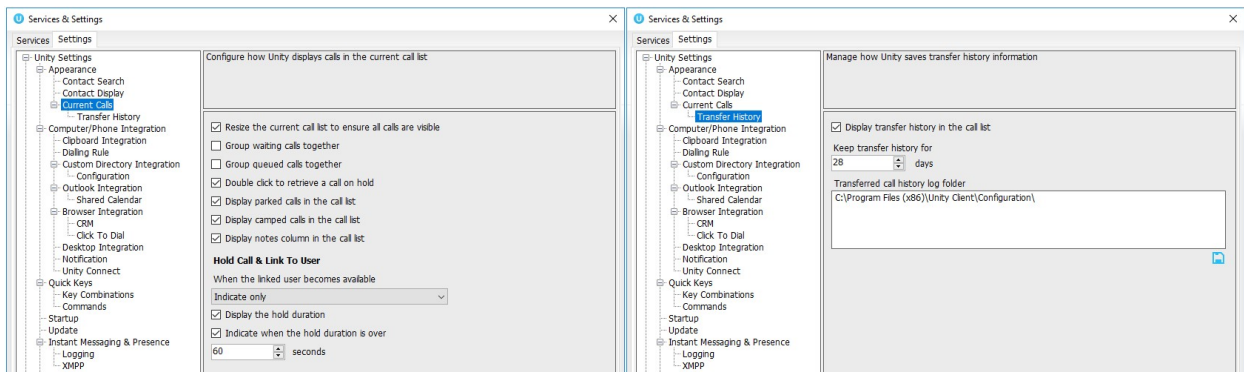 Services & Settings
Services Settings
Unity Settings
Appearance
Contact Search
Contact Display
Current Calls
Transfer History
Computer/Phone Integration
Clipboard Integration
Dialling Rule
Custom Directory Integration
Configuration
Outlook Integration
Shared Calendar
Browser Integration
CRM
Click To Dial
Desktop Integration
Notification
Unity Connect
Quick Keys
Key Combinations
Commands
Startup
Update
Instant Messaging & Presence
Logging
XMPP
Configure how Unity displays calls in the current call list
Resize the current call list to ensure all calls are visible
Group waiting calls together
Group queued calls together
Double click to retrieve a call on hold
Display parked calls in the call list
Display camped calls in the call list
Display notes column in the call list
Hold Call & Link To User
When the linked user becomes available
Indicate only
Display the hold duration
Indicate when the hold duration is over
60 seconds
Services & Settings
Services Settings
Unity Settings
Appearance
Contact Search
Contact Display
Current Calls
Transfer History
Computer/Phone Integration
Clipboard Integration
Dialling Rule
Custom Directory Integration
Configuration
Outlook Integration
Shared Calendar
Browser Integration
CRM
Click To Dial
Desktop Integration
Notification
Unity Connect
Quick Keys
Key Combinations
Commands
Startup
Update
Instant Messaging & Presence
Logging
XMPP
Manage how Unity saves transfer history information
Display transfer history in the call list
Keep transfer history for
28 days
Transferred call history log folder
C:\Program Files (x86)\Unity Client\Configuration\